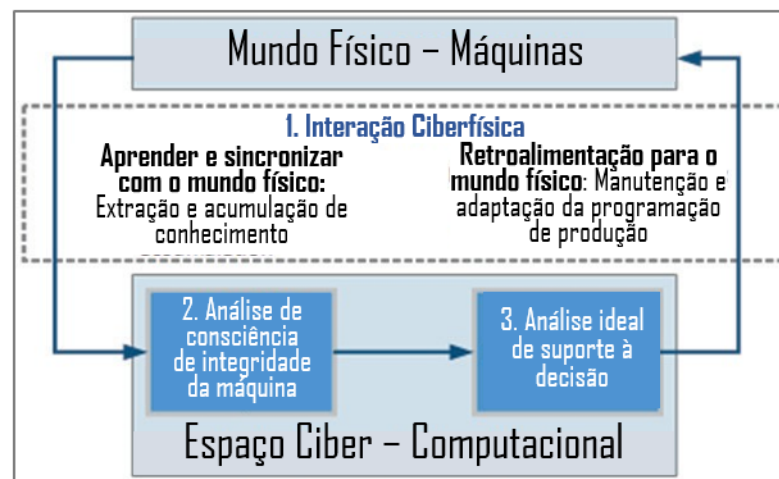 Mundo Físico – Máquinas
1. Interação Ciberfísica
Aprender e sincronizar
com o mundo físico:
Extração e acumulação de
conhecimento
Retroalimentação para o
mundo físico: Manutenção e
adaptação da programação
de produção
2. Análise de
consciência
de integridade
da máquina
3. Análise ideal
de suporte à
decisão
Espaço Ciber – Computacional